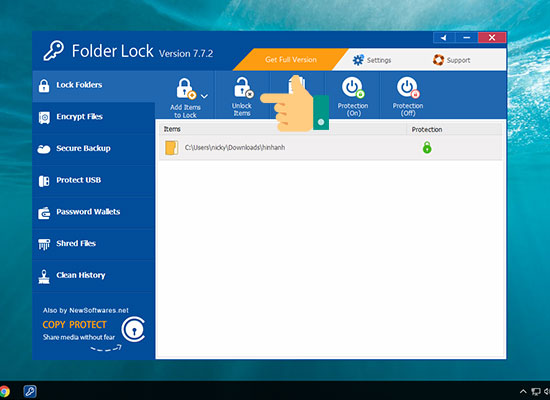 Folder Lock Version 7.7.2
Get Full Version
Settings
Support
Lock Folders
Encrypt Files
Secure Backup
Protect USB
Password Wallets
Shred Files
Clean History
Add Items
to Lock
Unlock
Items
Protection
(On)
Protection
(Off)
Items Protection
C:\Users\nicky\Downloads\hinhanh
Also by NewSoftwares.net
COPY PROTECT
Share media without fear